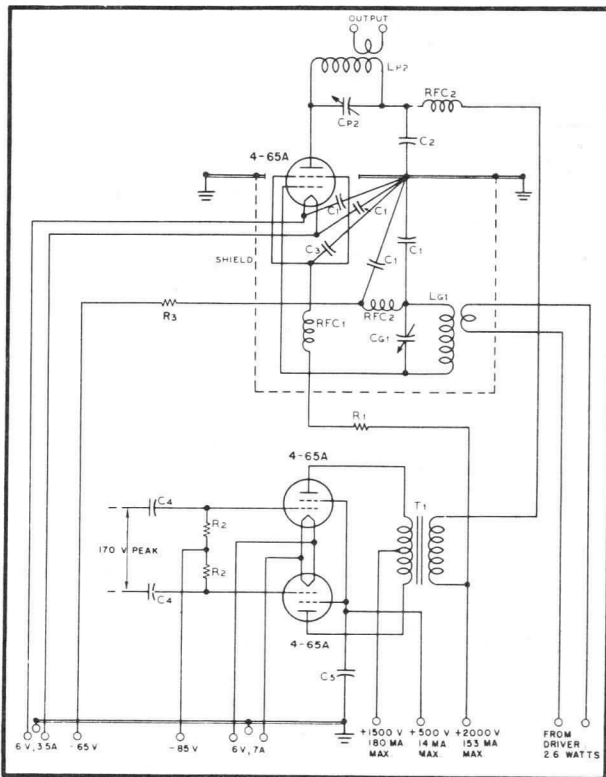 OUTPUT
LP2
RFC2
CP2
C2
4-65A
C1
C1
C3
C1
C1
SHIELD
LG1
R3
RFC2
RFC1
CG1
R1
4-65A
C4
R2
T1
170 V PEAK
R2
C4
4-65A
C5
6V, 3.5A
-65V
-85V
6V, 7A
+1500 V
180 MA
MAX.
+500 V
14 MA
MAX.
+2000 V
153 MA
MAX.
FROM
DRIVER
2.6 WATTS